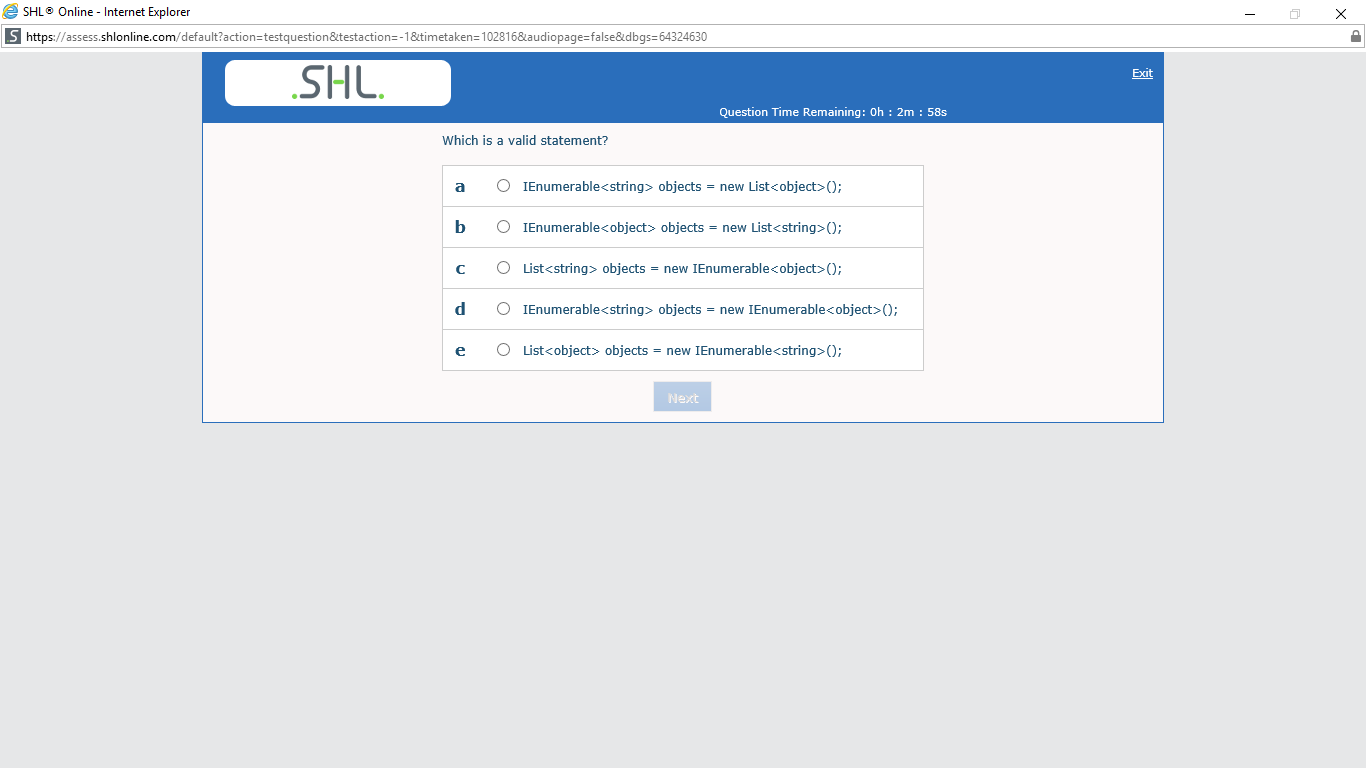 SHL® Online - Internet Explorer
https://assess.shlonline.com/default?action=testquestion&testaction=-1&timetaken=102816&audiopage=false&dbgs=64324630
SHL
Exit
Question Time Remaining: 0h : 2m : 58s
Which is a valid statement?
a IEnumerable<string> objects = new List<object>();
b IEnumerable<object> objects = new List<string>();
c List<string> objects = new IEnumerable<object>();
d IEnumerable<string> objects = new IEnumerable<object>();
e List<object> objects = new IEnumerable<string>();
Next